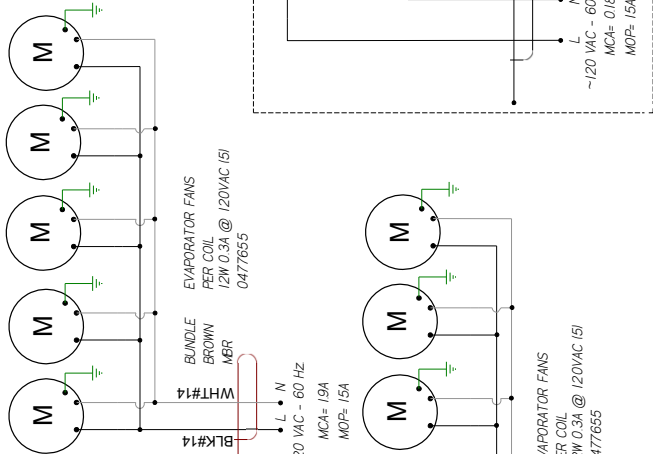 M
M
M
M
M
EVAPORATOR FANS
PER COIL
12W 0.3A @ 120VAC [5]
0477655
BUNDLE
BROWN
MBR
WHT#14
BLK#14
N
L
20 VAC - 60 Hz
MCA= 1.9A
MOP= 15A
N
L
~120 VAC - 60
MCA= 0.18
MOP= 15A
M
M
M
VAPORATOR FANS
ER COIL
2W 0.3A @ 120VAC [5]
477655